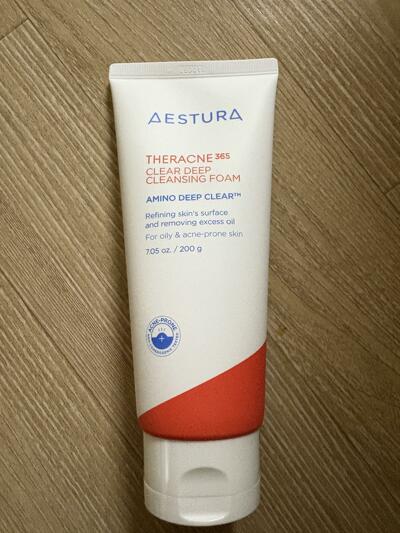 AESTURA
THERACNE 365
CLEAR DEEP
CLEANSING FOAM
AMINO DEEP CLEAR™
Refining skin's surface
and removing excess oil
For oily & acne-prone skin
7.05 oz. / 200 g
ACNE-PRONE